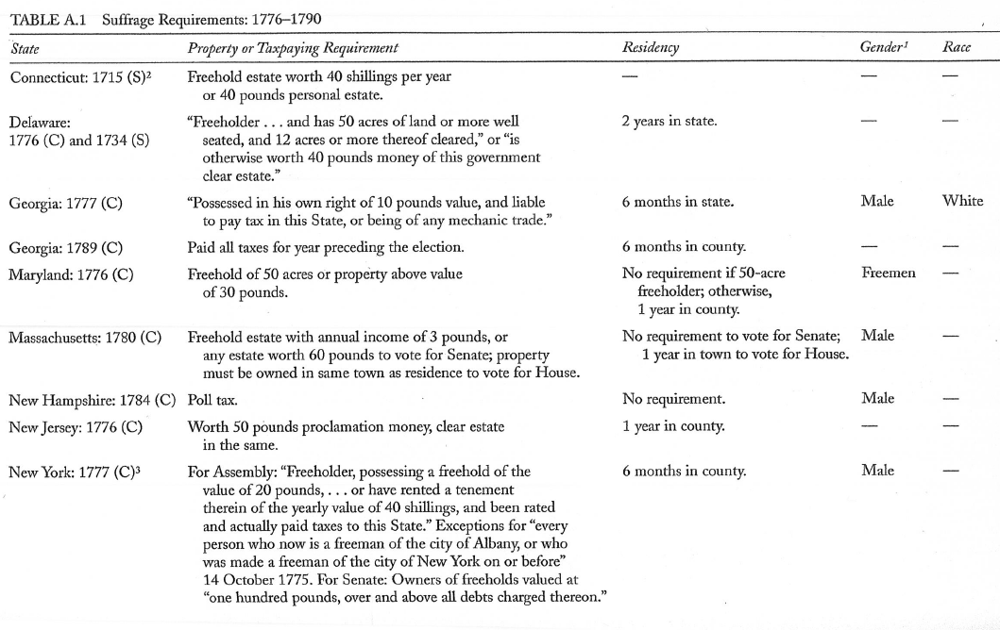 TABLE A.1 Suffrage Requirements: 1776–1790
State Property or Taxpaying Requirement Residency Gender¹ Race
Connecticut: 1715 (S)² Freehold estate worth 40 shillings per year — — —
or 40 pounds personal estate.
Delaware: “Freeholder . . . and has 50 acres of land or more well 2 years in state. — —
1776 (C) and 1734 (S) seated, and 12 acres or more thereof cleared,” or “is
otherwise worth 40 pounds money of this government
clear estate.”
Georgia: 1777 (C) “Possessed in his own right of 10 pounds value, and liable 6 months in state. Male White
to pay tax in this State, or being of any mechanic trade.”
Georgia: 1789 (C) Paid all taxes for year preceding the election. 6 months in county. — —
Maryland: 1776 (C) Freehold of 50 acres or property above value No requirement if 50-acre Freemen —
of 30 pounds. freeholder; otherwise,
1 year in county.
Massachusetts: 1780 (C) Freehold estate with annual income of 3 pounds, or No requirement to vote for Senate; Male —
any estate worth 60 pounds to vote for Senate; property 1 year in town to vote for House.
must be owned in same town as residence to vote for House.
New Hampshire: 1784 (C) Poll tax. No requirement. Male —
New Jersey: 1776 (C) Worth 50 pounds proclamation money, clear estate 1 year in county. — —
in the same.
New York: 1777 (C)³ For Assembly: “Freeholder, possessing a freehold of the 6 months in county. Male —
value of 20 pounds, . . . or have rented a tenement
therein of the yearly value of 40 shillings, and been rated
and actually paid taxes to this State.” Exceptions for “every
person who now is a freeman of the city of Albany, or who
was made a freeman of the city of New York on or before”
14 October 1775. For Senate: Owners of freeholds valued at
“one hundred pounds, over and above all debts charged thereon.”